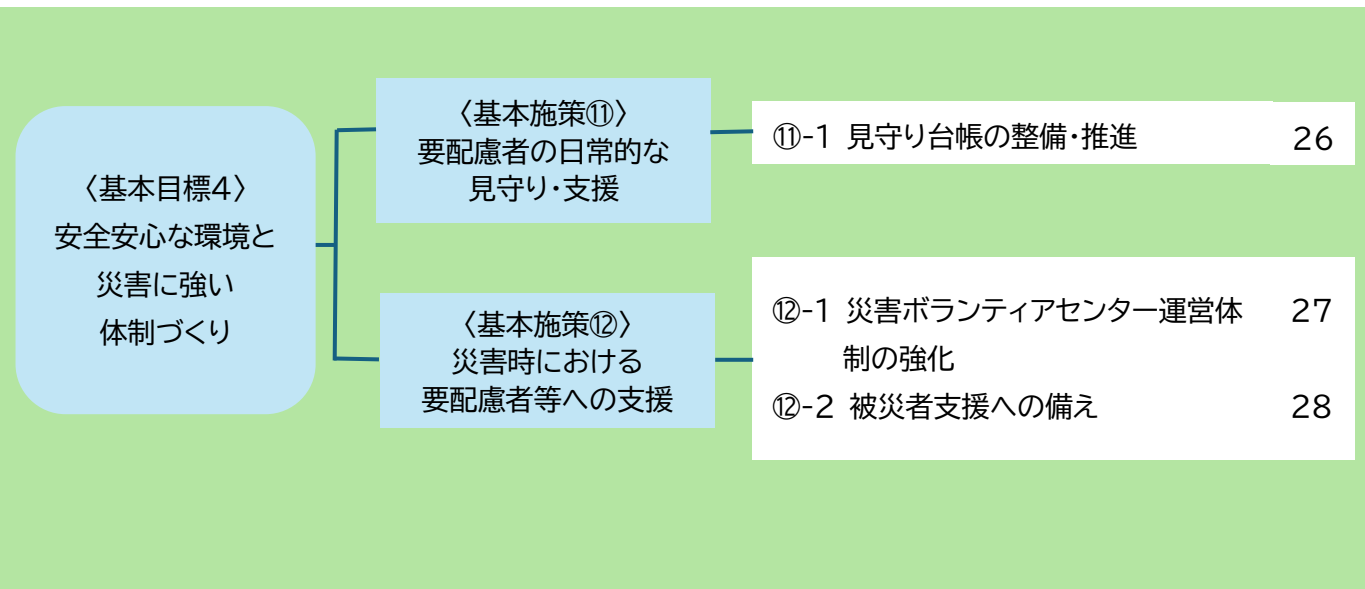 〈基本目標4〉
安全安心な環境と
災害に強い
体制づくり
〈基本施策⑪〉
要配慮者の日常的な
見守り・支援
⑪-1 見守り台帳の整備・推進 26
〈基本施策⑫〉
災害時における
要配慮者等への支援
⑫-1 災害ボランティアセンター運営体 27
制の強化
⑫-2 被災者支援への備え 28